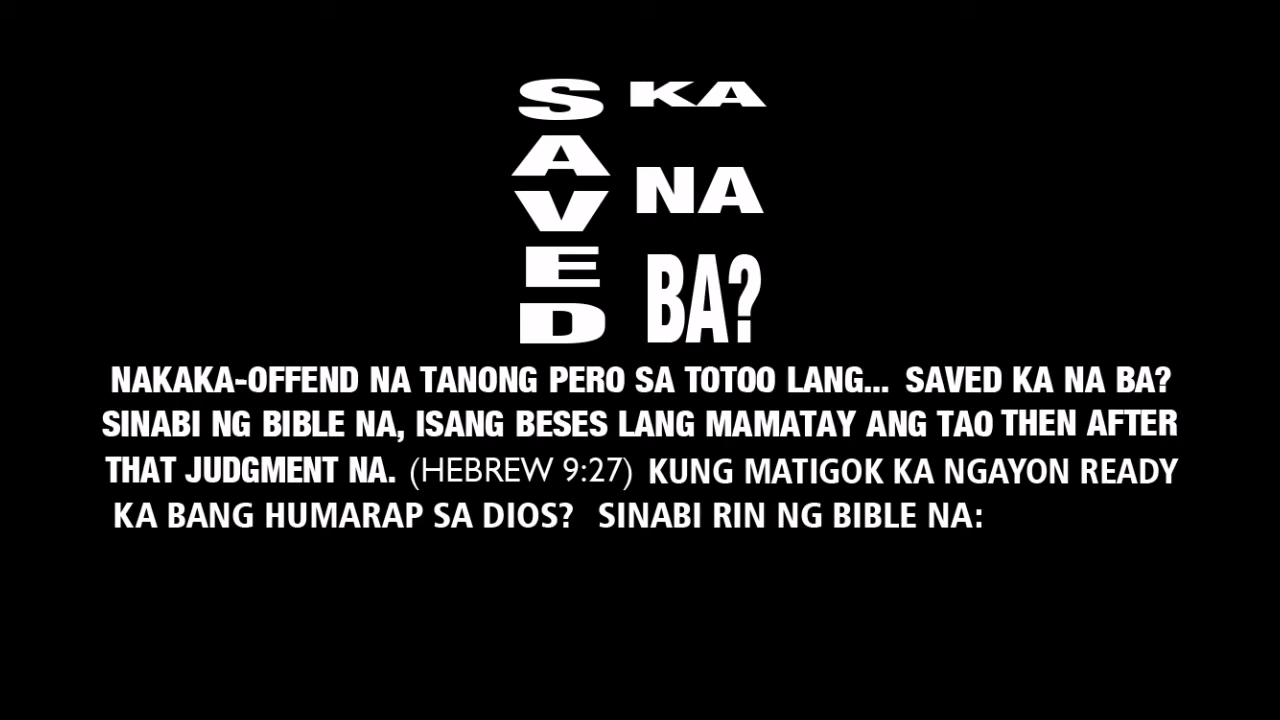 SAVED KA NA BA?
NAKAKA-OFFEND NA TANONG PERO SA TOTOO LANG... SAVED KA NA BA?
SINABI NG BIBLE NA, ISANG BESES LANG MAMATAY ANG TAO THEN AFTER
THAT JUDGMENT NA. (HEBREW 9:27) KUNG MATIGOK KA NGAYON READY
KA BANG HUMARAP SA DIOS? SINABI RIN NG BIBLE NA: